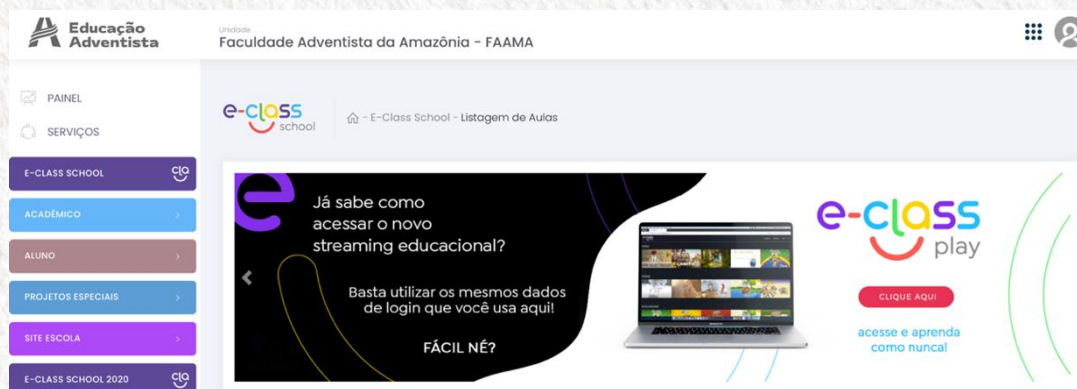 Educação
Adventista
Unidade
Faculdade Adventista da Amazônia - FAAMA
PAINEL
SERVIÇOS
E-CLASS SCHOOL
ACADÊMICO
ALUNO
PROJETOS ESPECIAIS
SITE ESCOLA
E-CLASS SCHOOL 2020
e-class
school
- E-Class School - Listagem de Aulas
Já sabe como
acessar o novo
streaming educacional?
Basta utilizar os mesmos dados
de login que você usa aqui!
FÁCIL NÉ?
e-class
play
CLIQUE AQUI
acesse e aprenda
como nunca!